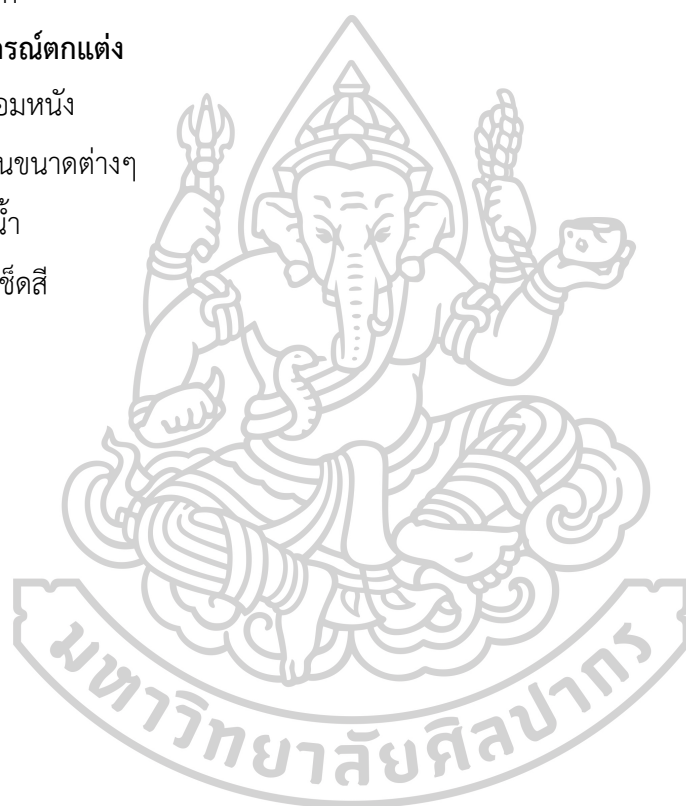 รณ์ตกแต่ง
อมหนัง
นขนาดต่างๆ
น้ำ
ช็ดสี
มหาวิทยาลัยศิลปากร